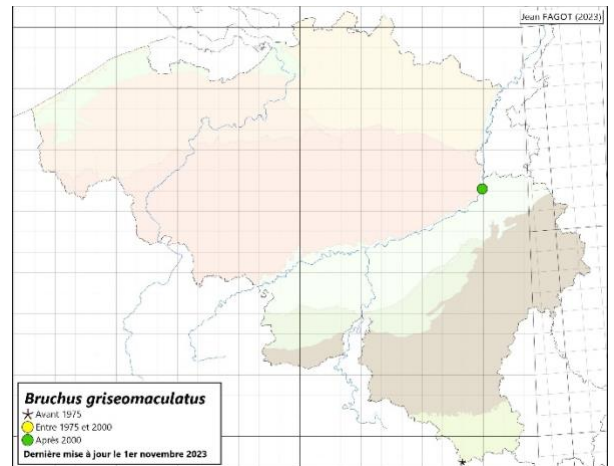 Jean FAGOT (2023)
Bruchus griseomaculatus
Avant 1975
Entre 1975 et 2000
Après 2000
Dernière mise à jour le 1er novembre 2023